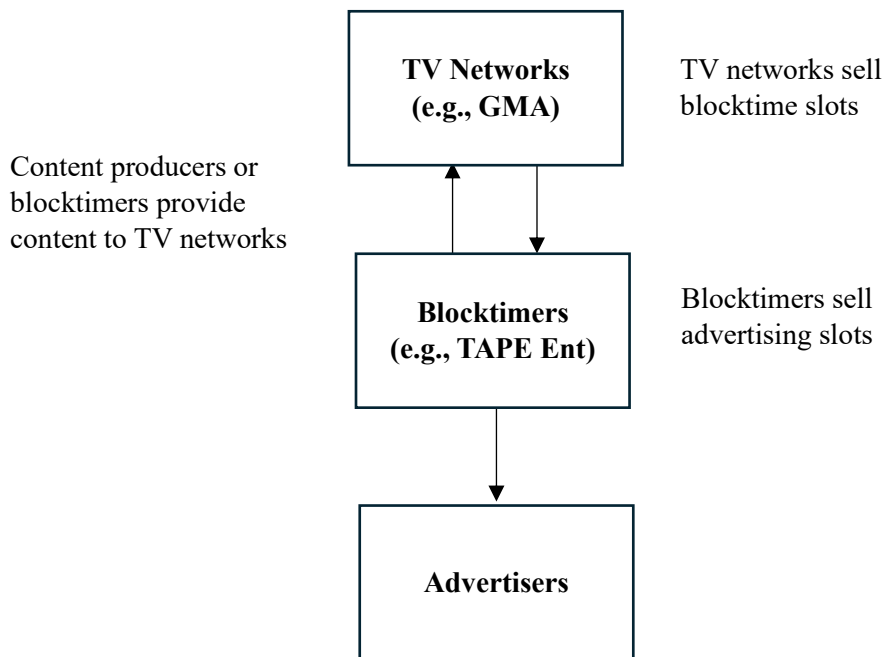 TV Networks
(e.g., GMA)
TV networks sell
blocktime slots
Content producers or
blocktimers provide
content to TV networks
Blocktimers
(e.g., TAPE Ent)
Blocktimers sell
advertising slots
Advertisers